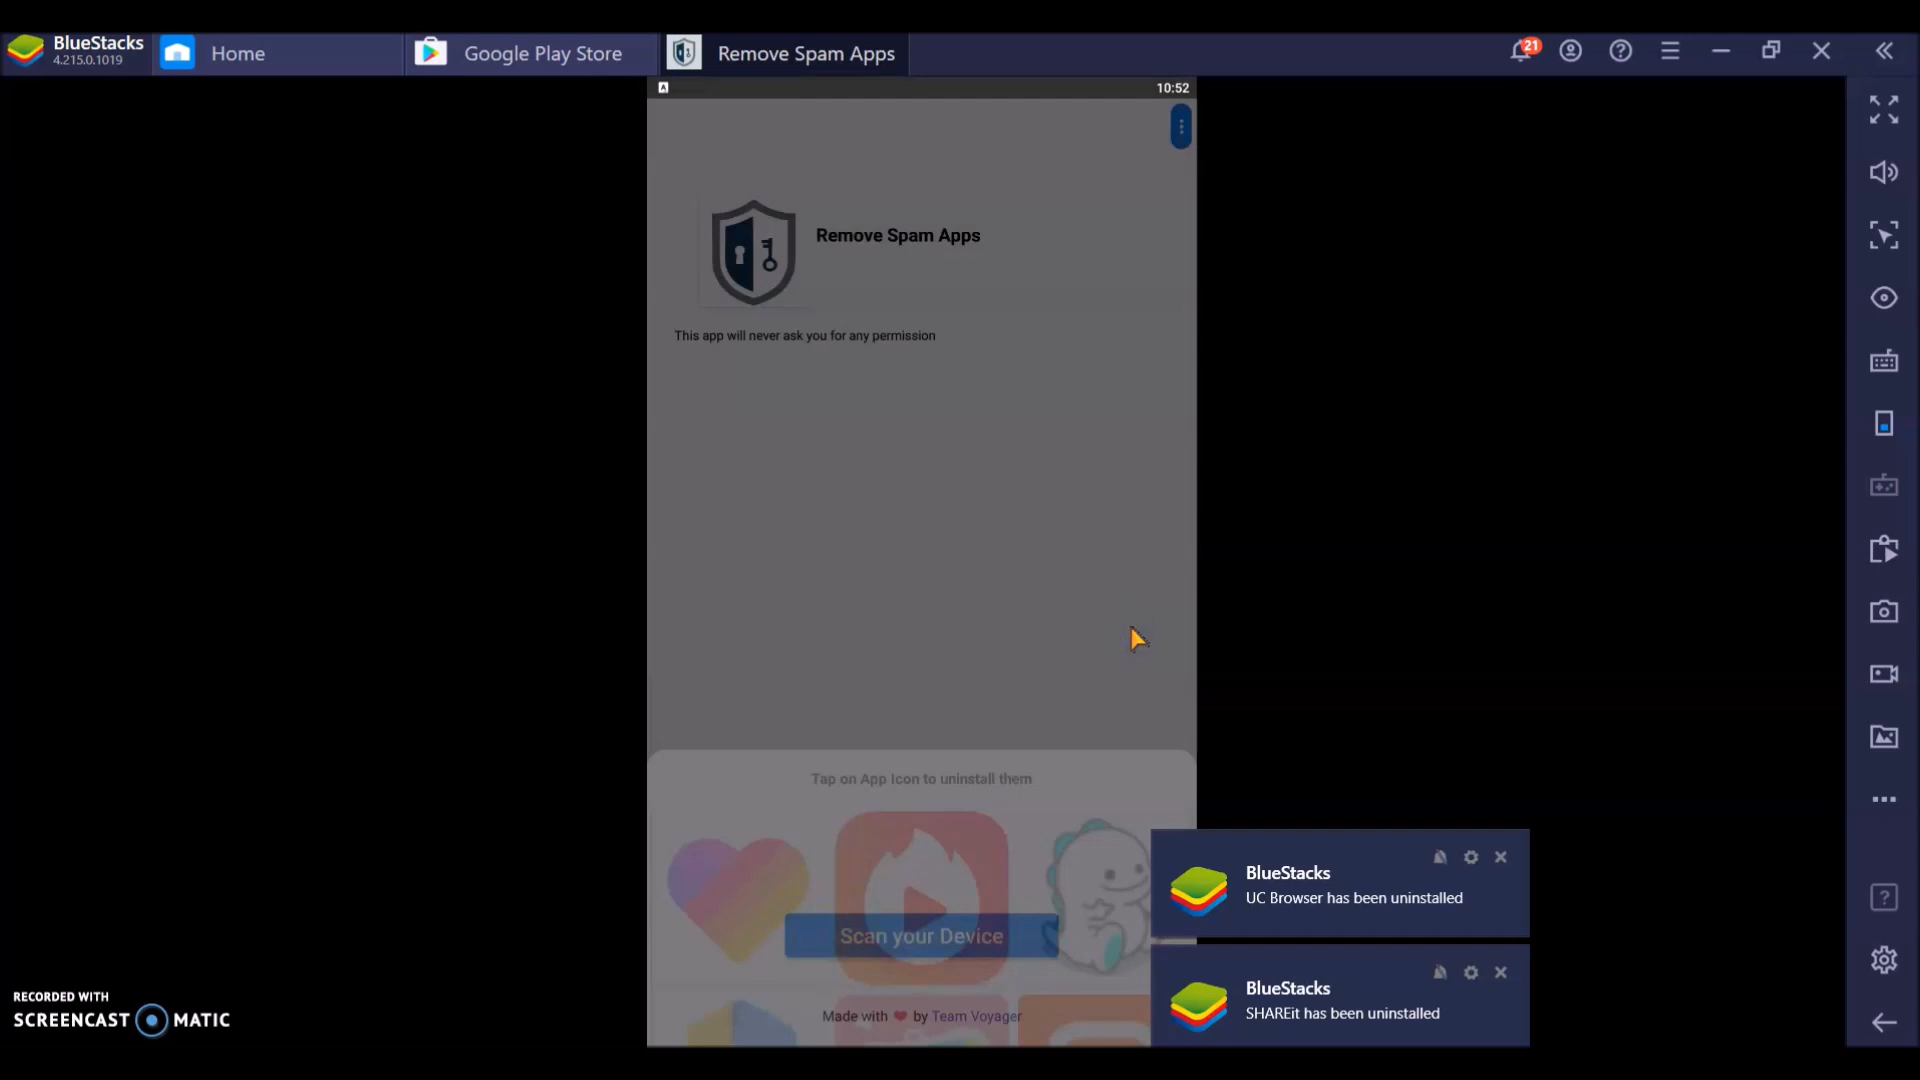 BlueStacks
4.215.0.1019
Home
Google Play Store
Remove Spam Apps
21
10:52
Remove Spam Apps
This app will never ask you for any permission
Tap on App Icon to uninstall them
Scan your Device
Made with ❤ by Team Voyager
BlueStacks
UC Browser has been uninstalled
BlueStacks
SHAREit has been uninstalled
RECORDED WITH
SCREENCAST MATIC